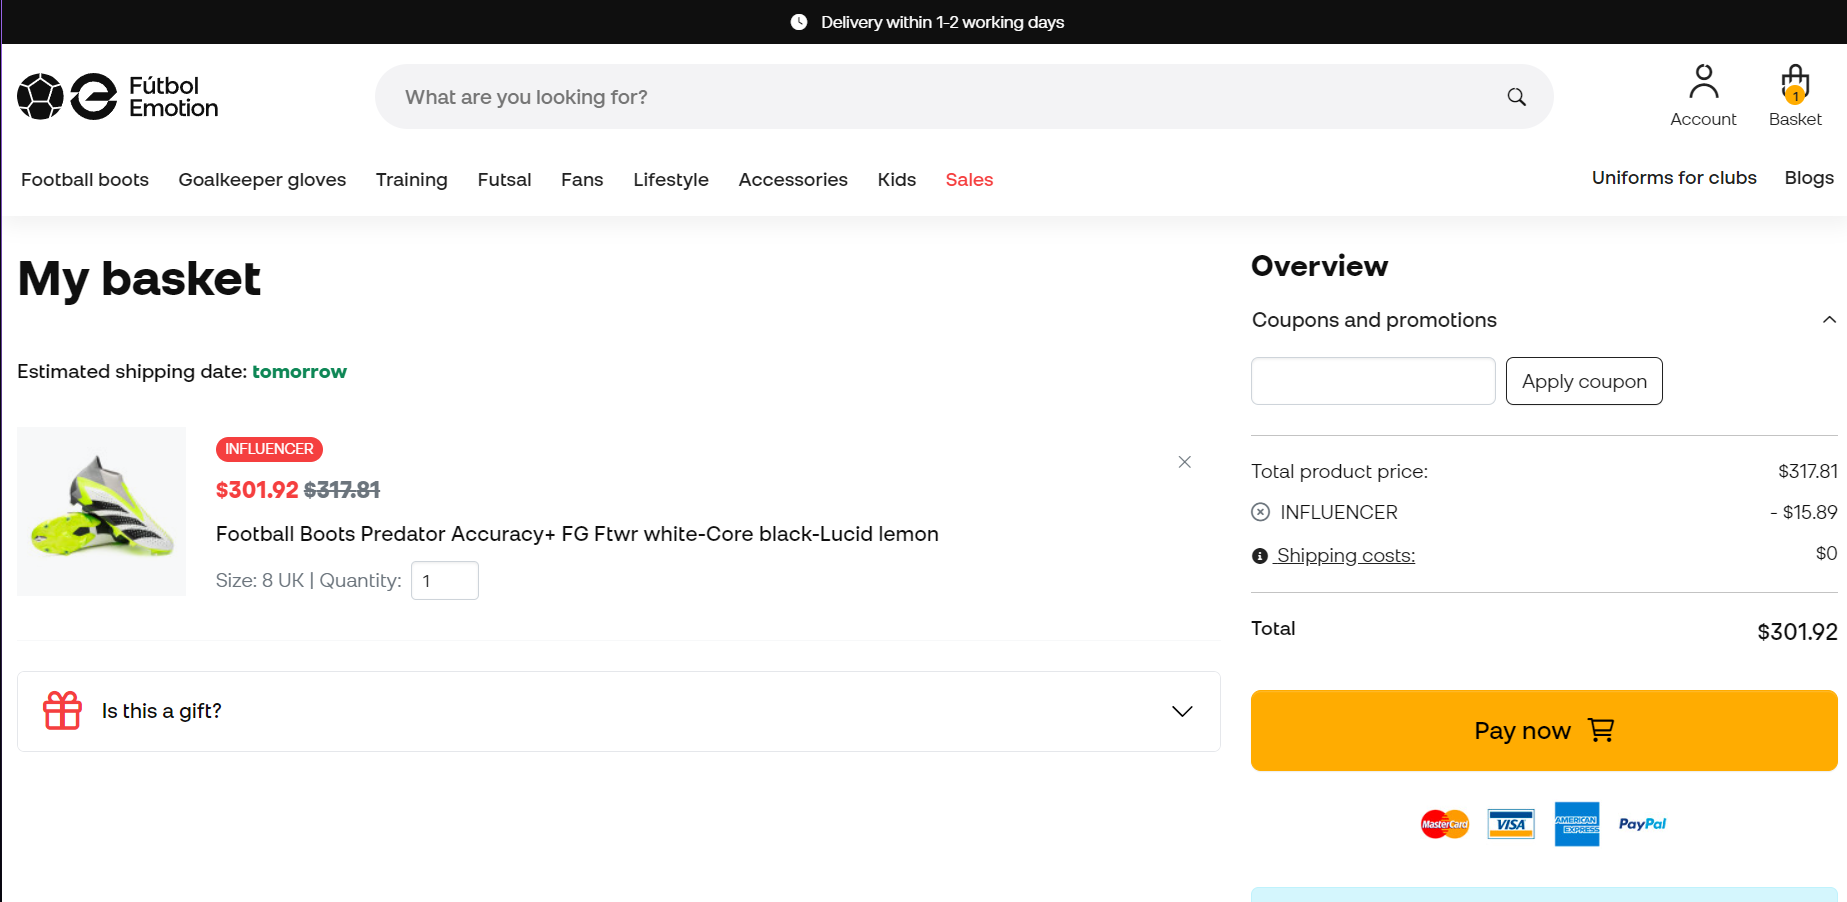 Delivery within 1-2 working days
Fútbol
Emotion
What are you looking for?
Account
1
Basket
Football boots Goalkeeper gloves Training Futsal Fans Lifestyle Accessories Kids Sales
Uniforms for clubs Blogs
My basket
Estimated shipping date: tomorrow
INFLUENCER
$301.92 $317.81
Football Boots Predator Accuracy+ FG Ftwr white-Core black-Lucid lemon
Size: 8 UK | Quantity: 1
Is this a gift?
Overview
Coupons and promotions
Apply coupon
Total product price: $317.81
INFLUENCER - $15.89
Shipping costs: $0
Total $301.92
Pay now
MasterCard VISA AMERICAN EXPRESS PayPal